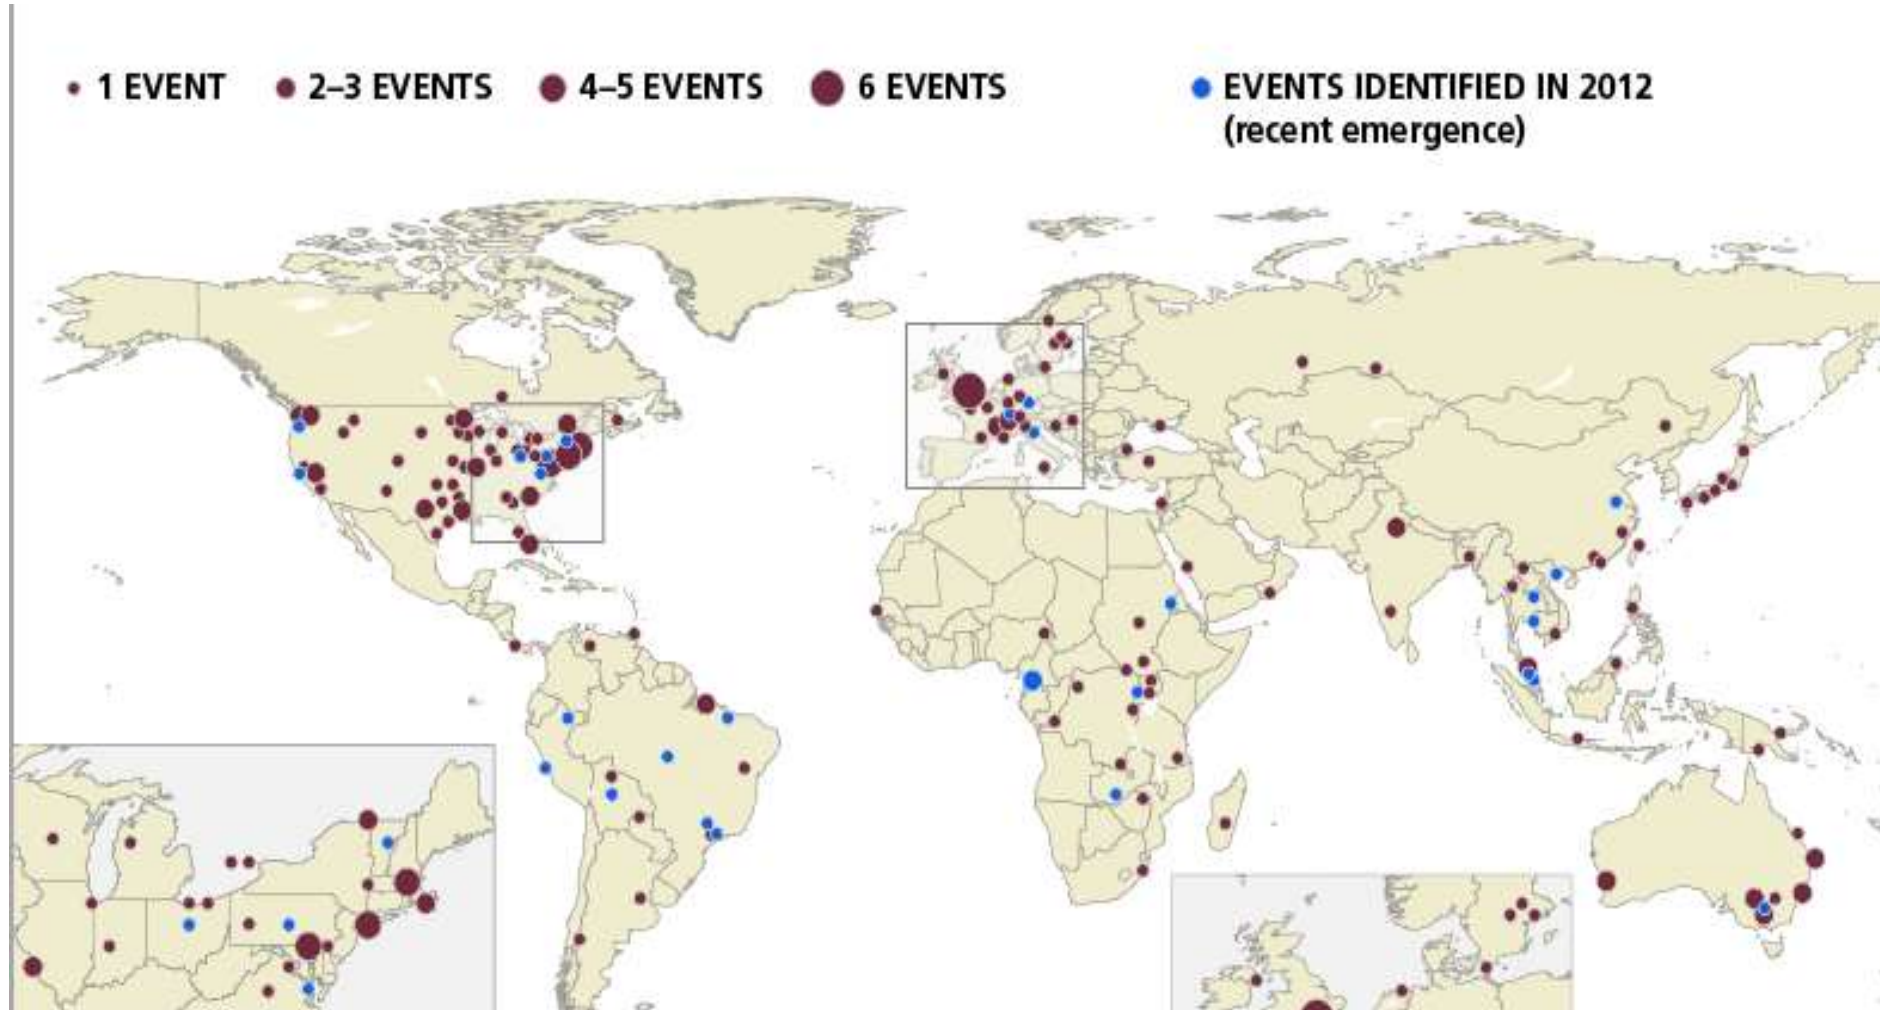 1 EVENT 2–3 EVENTS 4–5 EVENTS 6 EVENTS EVENTS IDENTIFIED IN 2012
(recent emergence)